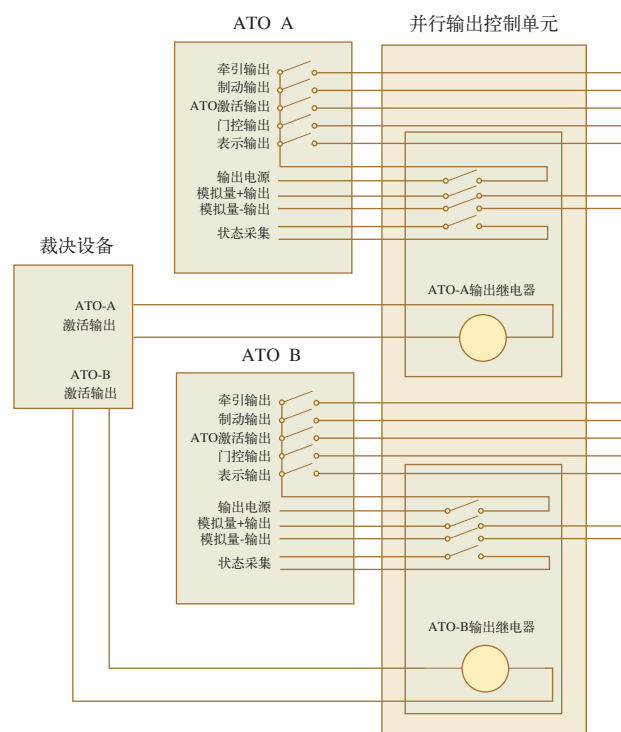 ATO A
并行输出控制单元
牵引输出
制动输出
ATO激活输出
门控输出
表示输出
输出电源
模拟量+输出
模拟量-输出
状态采集
裁决设备
ATO-A
激活输出
ATO-B
激活输出
ATO-A输出继电器
ATO B
牵引输出
制动输出
ATO激活输出
门控输出
表示输出
输出电源
模拟量+输出
模拟量-输出
状态采集
ATO-B输出继电器